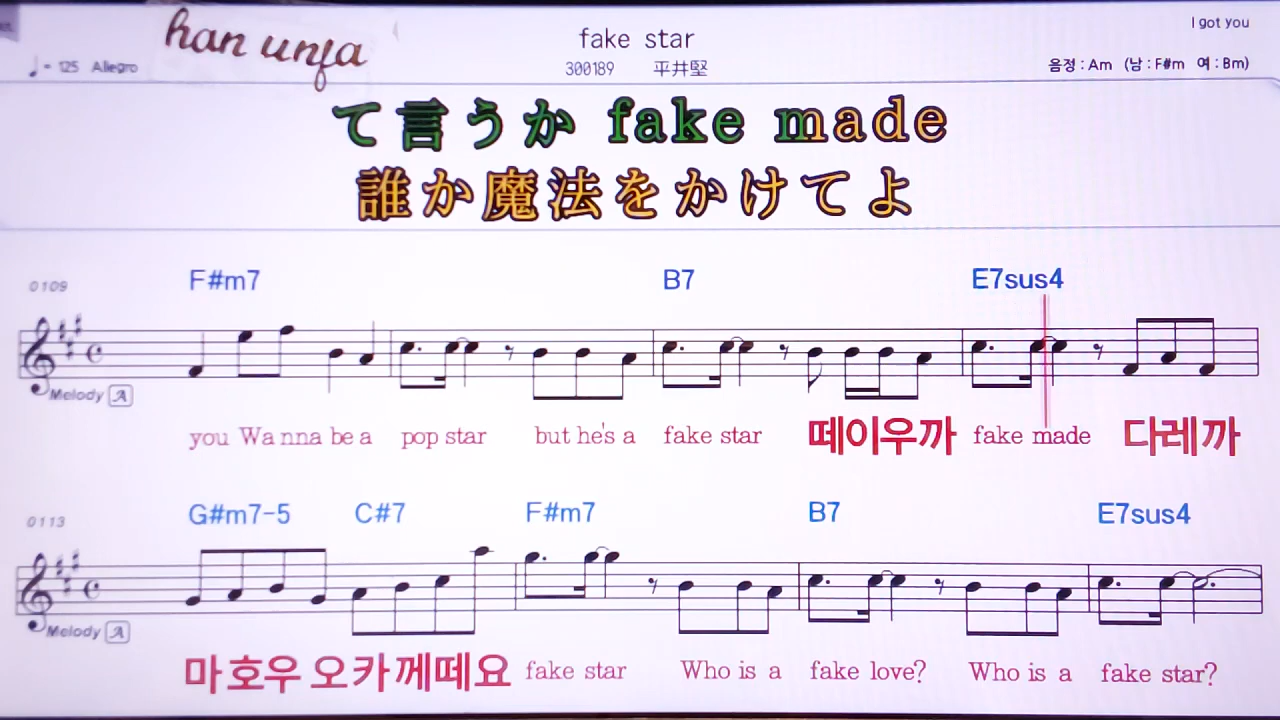 han unfa
fake star
I got you
♩= 125 Allegro
300189 平井堅
음정 : Am (남 : F#m 여 : Bm)
て言うか fake made
誰か魔法をかけてよ
0109 F#m7 B7 E7sus4
Melody A
you Wa nna be a pop star but he's a fake star 떼이우까 fake made 다레까
0113 G#m7-5 C#7 F#m7 B7 E7sus4
Melody A
마 호우 오카께떼요 fake star Who is a fake love? Who is a fake star?